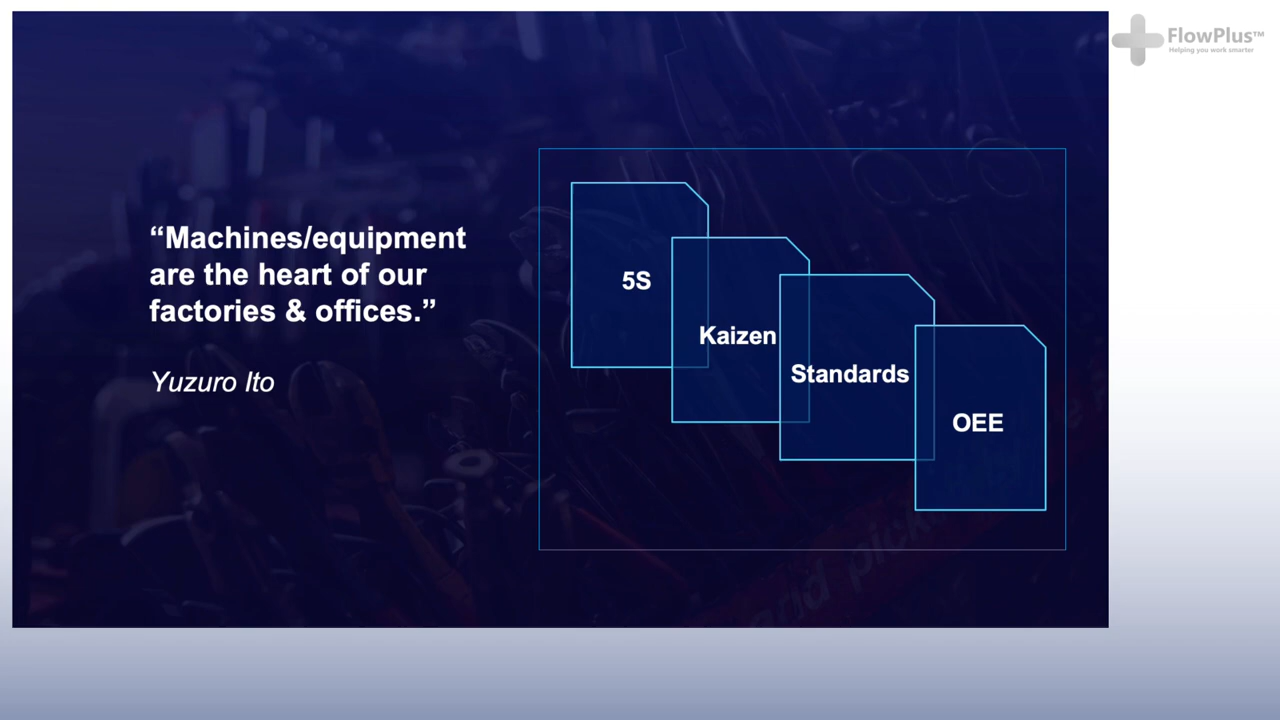 FlowPlus™
Helping you work smarter
“Machines/equipment
are the heart of our
factories & offices.”
Yuzuro Ito
5S
Kaizen
Standards
OEE